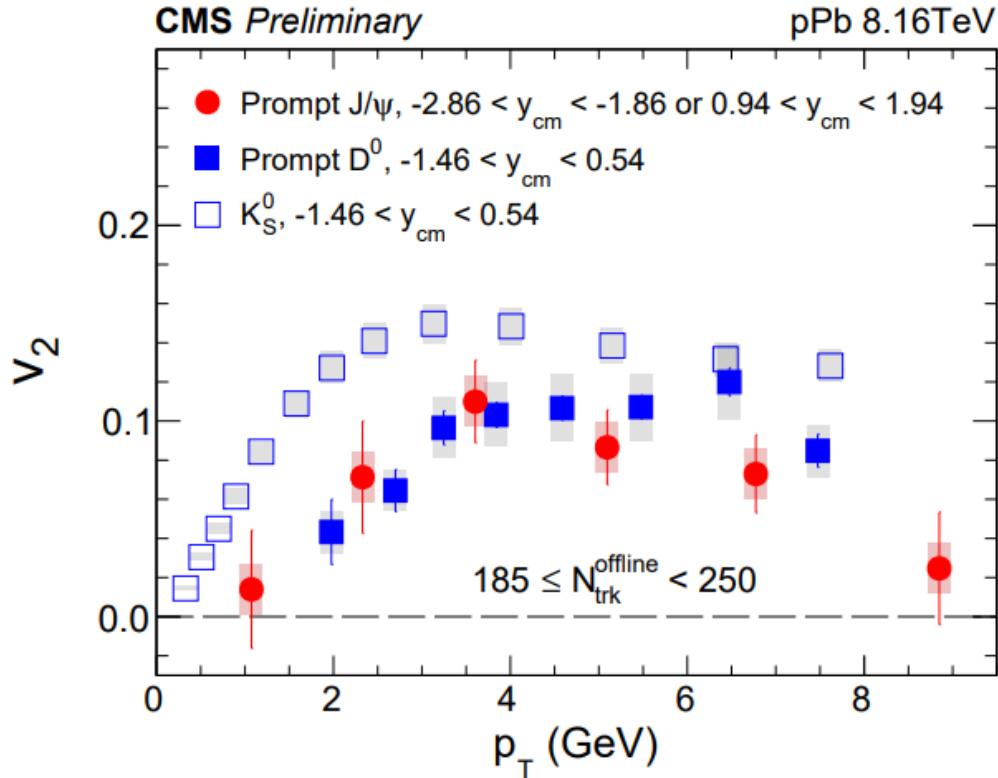 CMS Preliminary pPb 8.16TeV
Prompt J/ψ, -2.86 < y_cm < -1.86 or 0.94 < y_cm < 1.94
Prompt D^0, -1.46 < y_cm < 0.54
K_S^0, -1.46 < y_cm < 0.54
0.2
v_2
0.1
185 ≤ N_trk^offline < 250
0.0
0 2 4 6 8
p_T (GeV)